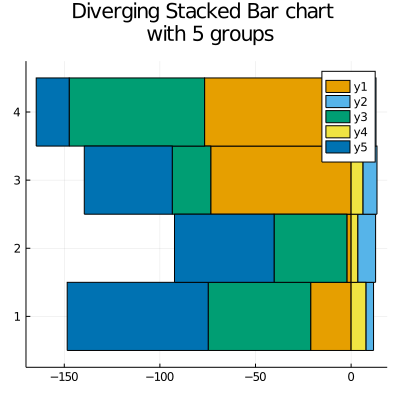 Diverging Stacked Bar chart
with 5 groups
y1
y2
y3
y4
y5
4
3
2
1
−150
−100
−50
0